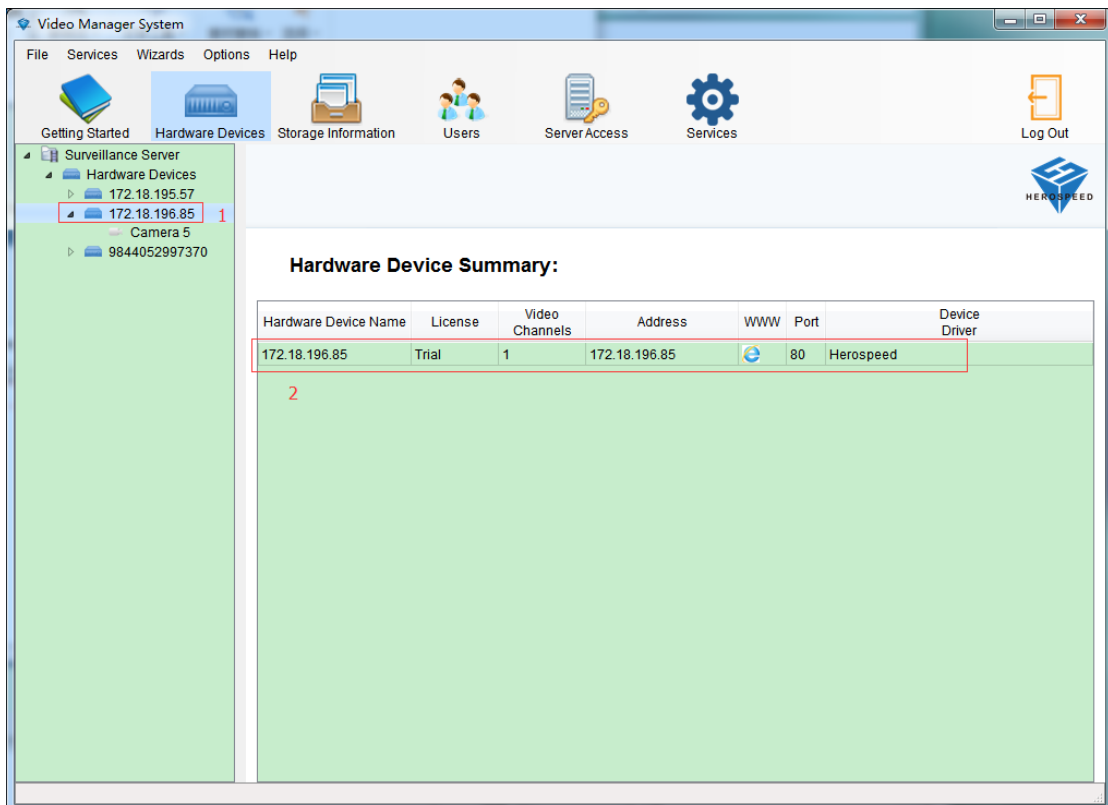 Video Manager System
File Services Wizards Options Help
Getting Started Hardware Devices Storage Information Users Server Access Services Log Out
Surveillance Server
Hardware Devices
172.18.195.57
172.18.196.85 1
Camera 5
9844052997370
HEROSPEED
Hardware Device Summary:
Hardware Device Name License Video Channels Address WWW Port Device Driver
172.18.196.85 Trial 1 172.18.196.85 80 Herospeed
2